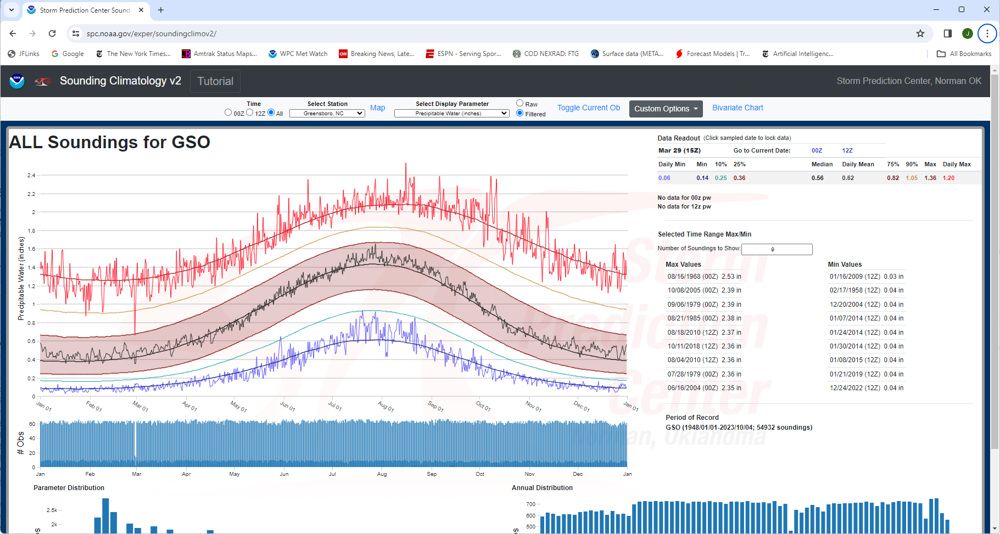 Storm Prediction Center Soundi
spc.noaa.gov/exper/soundingclimov2/
J
JFLinks Google The New York Times... Amtrak Status Maps... WPC Met Watch CNN Breaking News, Late... ESPN - Serving Spor... COD NEXRAD: FTG Surface data (META... Forecast Models | Tr... Artificial Intelligenc... All Bookmarks
Sounding Climatology v2 Tutorial Storm Prediction Center, Norman OK
Time Select Station Select Display Parameter Raw
00Z 12Z All Greensboro, NC Map Precipitable Water (inches) Filtered Toggle Current Ob Custom Options Bivariate Chart
ALL Soundings for GSO
Data Readout (Click sampled date to lock data)
Mar 29 (15Z) Go to Current Date: 00Z 12Z
Daily Min Min 10% 25% Median Daily Mean 75% 90% Max Daily Max
0.06 0.14 0.25 0.36 0.56 0.62 0.82 1.05 1.36 1.20
No data for 00z pw
No data for 12z pw
Selected Time Range Max/Min
Number of Soundings to Show: 9
Max Values Min Values
08/16/1968 (00Z) 2.53 in 01/16/2009 (12Z) 0.03 in
10/08/2005 (00Z) 2.39 in 02/17/1958 (12Z) 0.04 in
09/06/1979 (00Z) 2.39 in 12/20/2004 (12Z) 0.04 in
08/21/1985 (00Z) 2.38 in 01/07/2014 (12Z) 0.04 in
08/18/2010 (12Z) 2.37 in 01/24/2014 (12Z) 0.04 in
10/11/2018 (12Z) 2.36 in 01/30/2014 (12Z) 0.04 in
08/04/2010 (12Z) 2.36 in 01/08/2015 (12Z) 0.04 in
07/28/1979 (00Z) 2.36 in 01/21/2019 (12Z) 0.04 in
06/16/2004 (00Z) 2.35 in 12/24/2022 (12Z) 0.04 in
Period of Record
GSO (1948/01/01-2023/10/04; 54932 soundings)
Precipitable Water (inches)
2.4
2.2
2
1.8
1.6
1.4
1.2
1
0.8
0.6
0.4
0.2
0
Jan 01 Feb 01 Mar 01 Apr 01 May 01 Jun 01 Jul 01 Aug 01 Sep 01 Oct 01 Nov 01 Dec 01 Jan 01
Storm
Prediction
Center
an, Oklahoma
# Obs
60
40
20
0
Jan Feb Mar Apr May Jun Jul Aug Sep Oct Nov Dec Jan
Parameter Distribution Annual Distribution
2.5k
2k
700
600
500